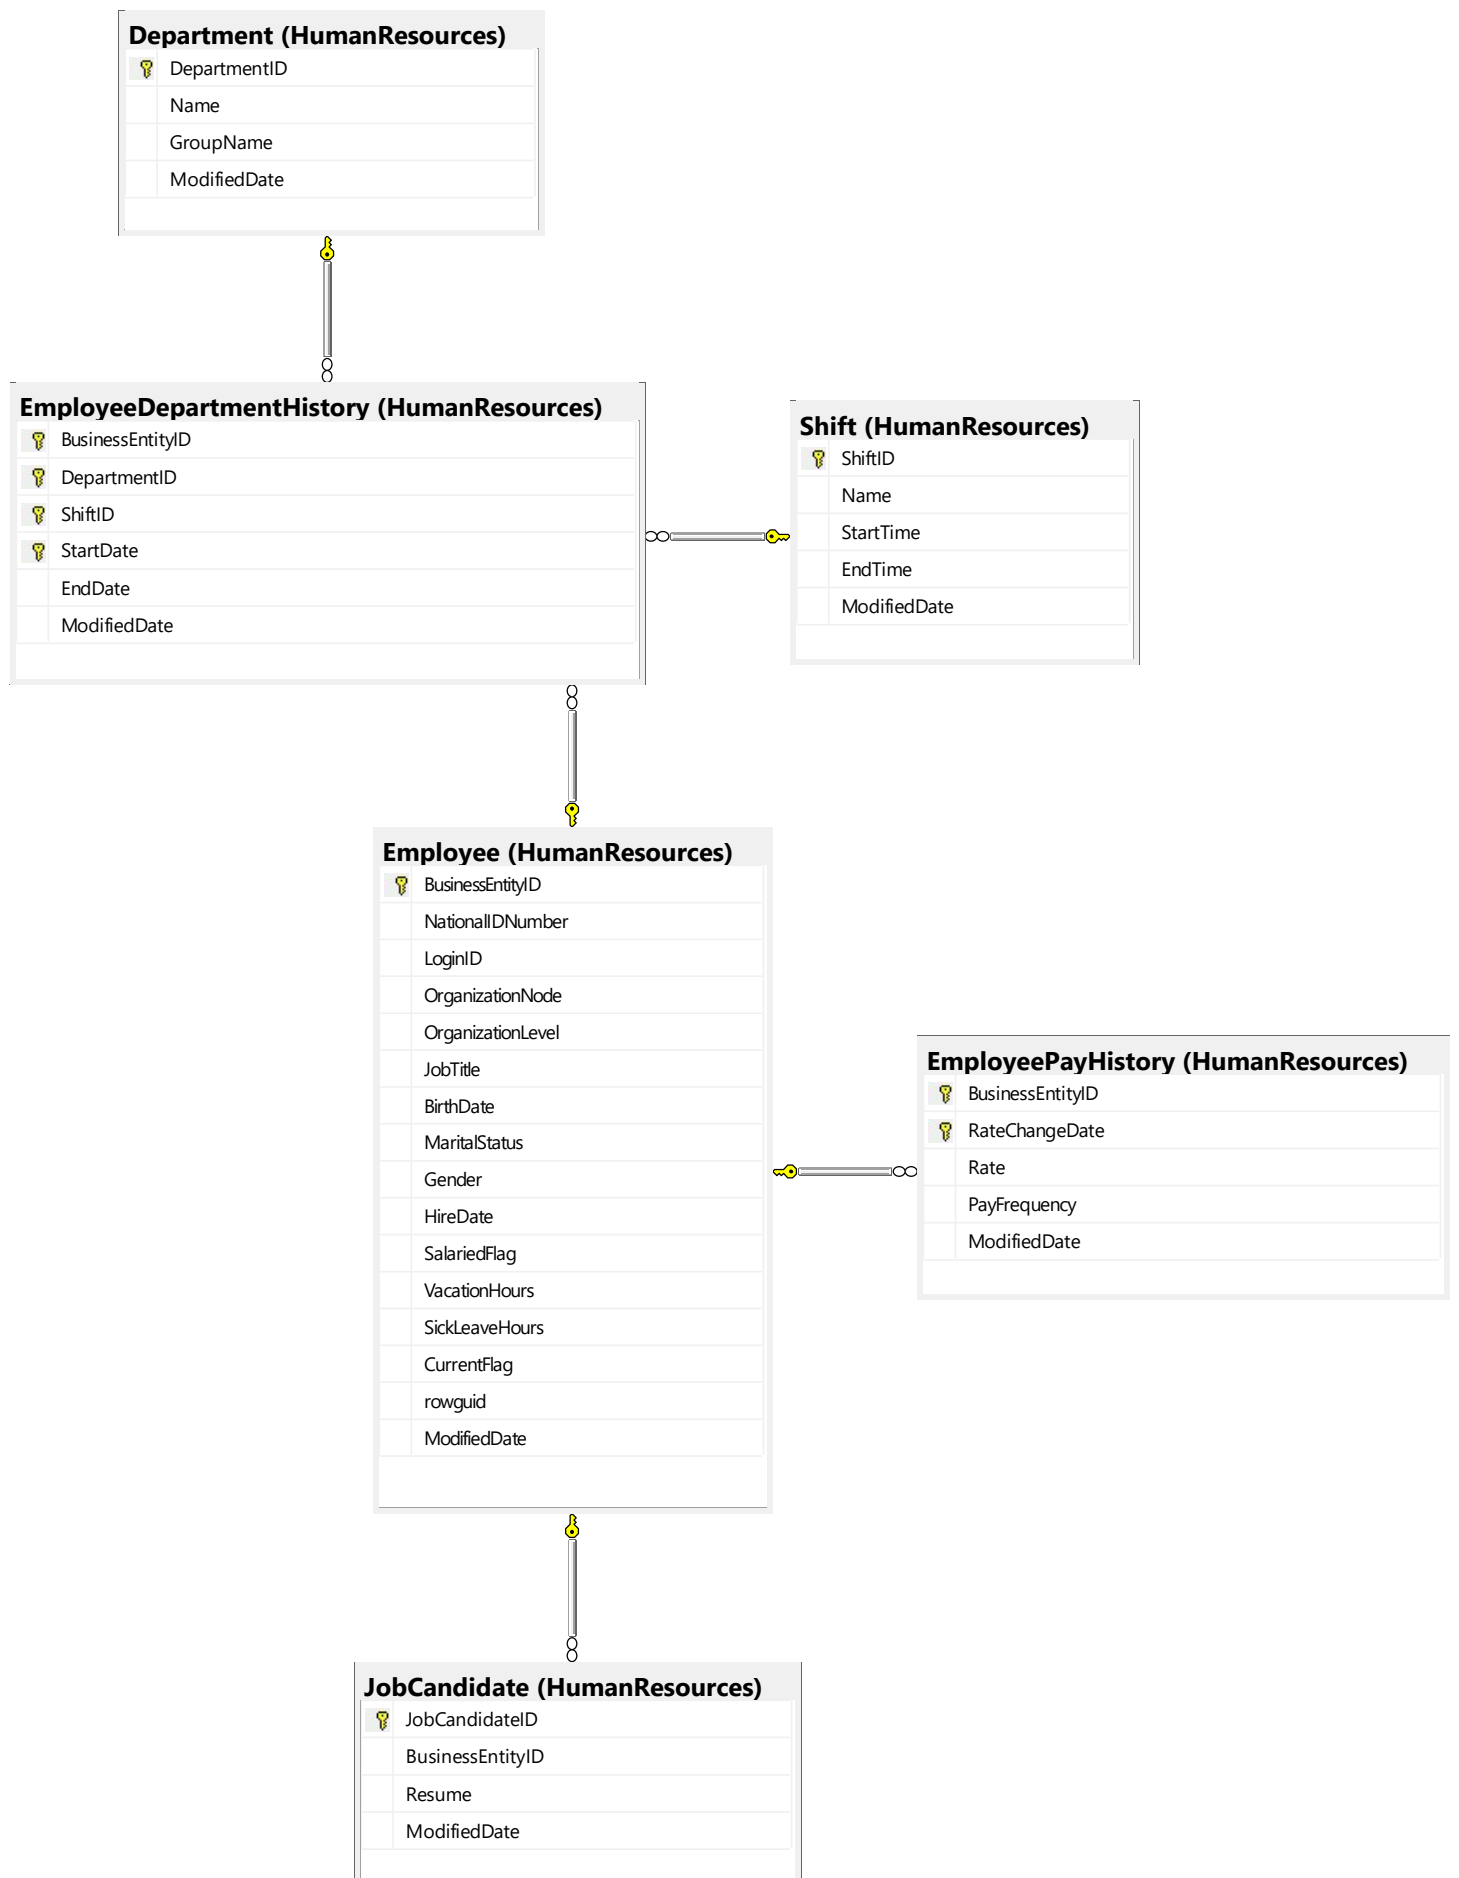 Department (HumanResources)
DepartmentID
Name
GroupName
ModifiedDate
EmployeeDepartmentHistory (HumanResources)
BusinessEntityID
DepartmentID
ShiftID
StartDate
EndDate
ModifiedDate
Shift (HumanResources)
ShiftID
Name
StartTime
EndTime
ModifiedDate
Employee (HumanResources)
BusinessEntityID
NationalIDNumber
LoginID
OrganizationNode
OrganizationLevel
JobTitle
BirthDate
MaritalStatus
Gender
HireDate
SalariedFlag
VacationHours
SickLeaveHours
CurrentFlag
rowguid
ModifiedDate
EmployeePayHistory (HumanResources)
BusinessEntityID
RateChangeDate
Rate
PayFrequency
ModifiedDate
JobCandidate (HumanResources)
JobCandidateID
BusinessEntityID
Resume
ModifiedDate